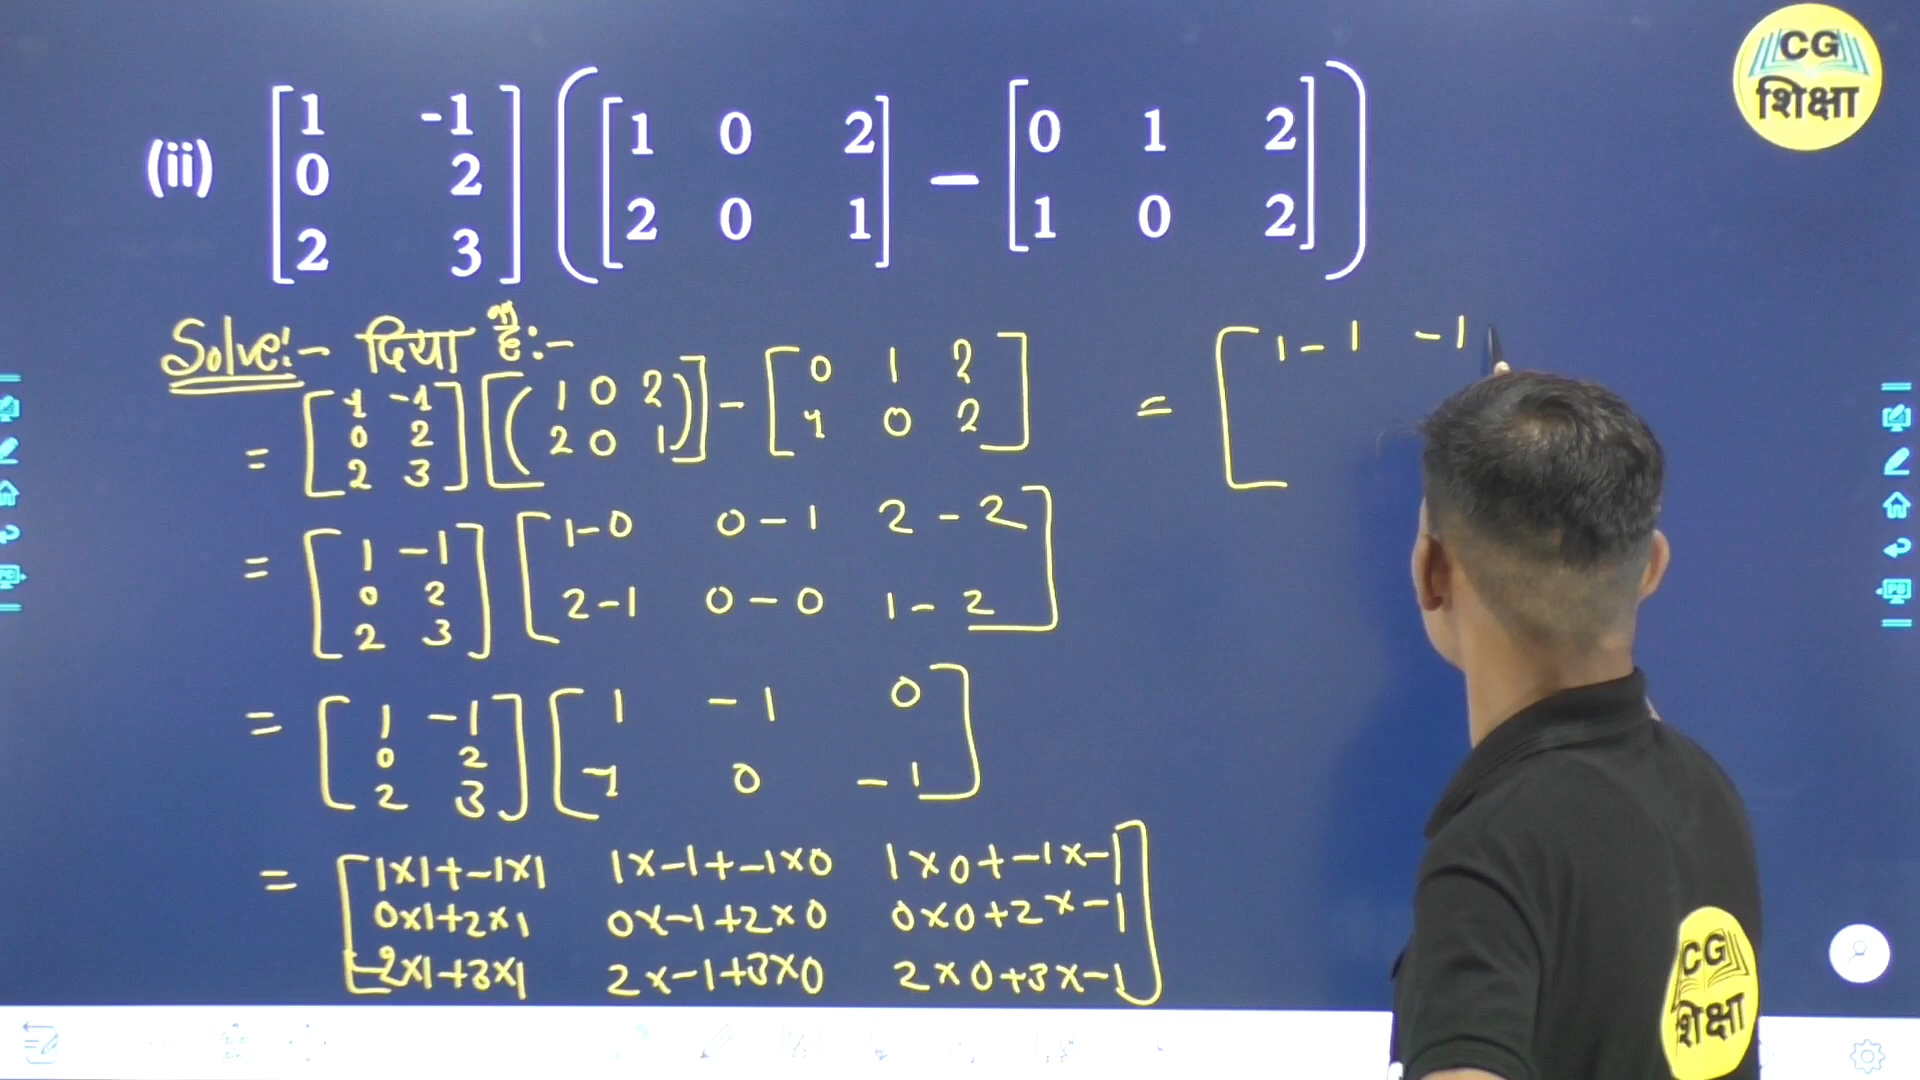 CG
शिक्षा
(ii) [1 -1 ( [1 0 2] - [0 1 2] )
0 2
2 3] [2 0 1] [1 0 2]
Solve:- दिया है:-
= [1 -1 [(1 0 2)] - [0 1 2 = [1-1 -1
0 2 2 0 1 1 0 2]
2 3]
= [1 -1 [1-0 0-1 2-2
0 2 2-1 0-0 1-2]
2 3]
= [1 -1 [1 -1 0
0 2 1 0 -1]
2 3]
= [1×1+-1×1 1×-1+-1×0 1×0+-1×-1
0×1+2×1 0×-1+2×0 0×0+2×-1
2×1+3×1 2×-1+3×0 2×0+3×-1]
CG
शिक्षा